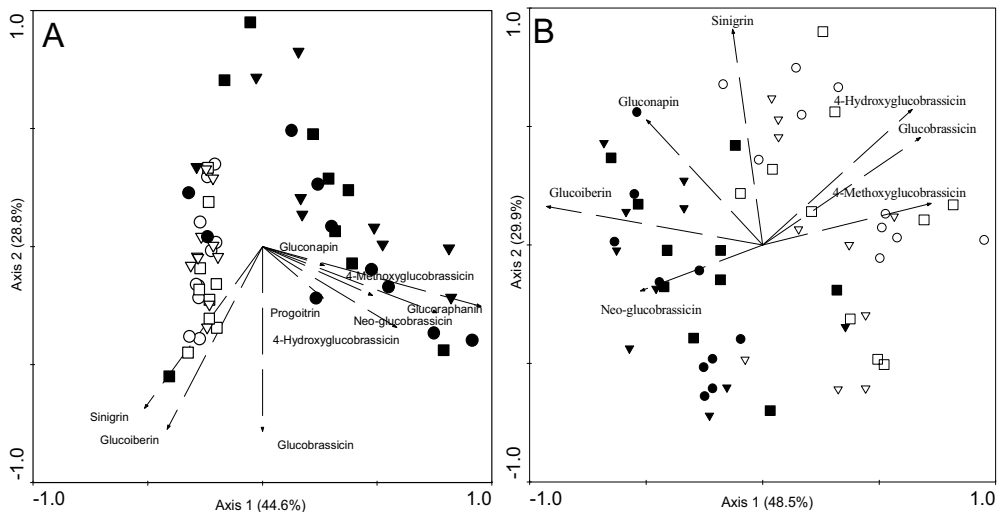 A
1.0
Axis 2 (28.8%)
-1.0
-1.0
Axis 1 (44.6%)
1.0
Gluconapin
4-Methoxyglucobrassicin
Glucoraphanin
Progoitrin
Neo-glucobrassicin
4-Hydroxyglucobrassicin
Sinigrin
Glucoiberin
Glucobrassicin
B
1.0
Axis 2 (29.9%)
-1.0
-1.0
Axis 1 (48.5%)
1.0
Sinigrin
Gluconapin
4-Hydroxyglucobrassicin
Glucobrassicin
Glucoiberin
4-Methoxyglucobrassicin
Neo-glucobrassicin